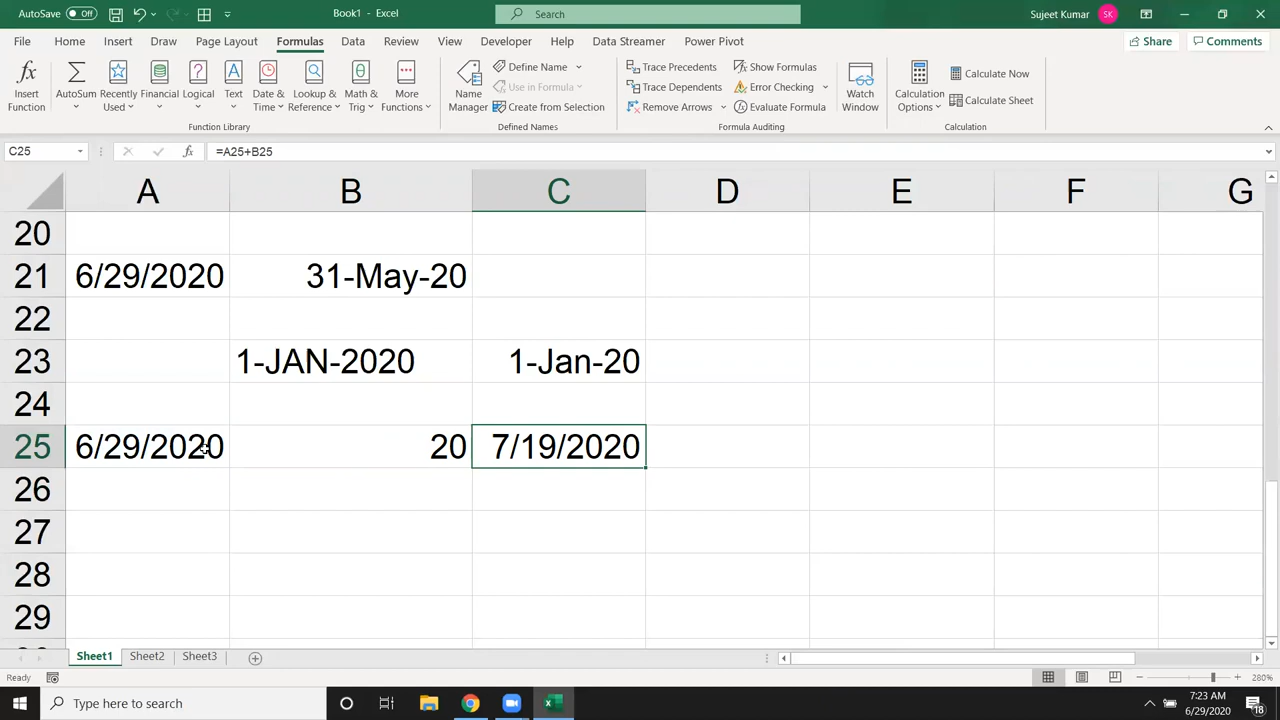 AutoSave Off Book1 - Excel Search Sujeet Kumar SK
File Home Insert Draw Page Layout Formulas Data Review View Developer Help Data Streamer Power Pivot Share Comments
Insert Function
AutoSum
Recently Used
Financial
Logical
Text
Date & Time
Lookup & Reference
Math & Trig
More Functions
Function Library
Name Manager
Define Name
Use in Formula
Create from Selection
Defined Names
Trace Precedents
Trace Dependents
Remove Arrows
Show Formulas
Error Checking
Evaluate Formula
Formula Auditing
Watch Window
Calculation Options
Calculate Now
Calculate Sheet
Calculation
C25 fx =A25+B25
A B C D E F G
20
21 6/29/2020 31-May-20
22
23 1-JAN-2020 1-Jan-20
24
25 6/29/2020 20 7/19/2020
26
27
28
29
Sheet1 Sheet2 Sheet3
Ready 280%
Type here to search
7:23 AM
6/29/2020
18